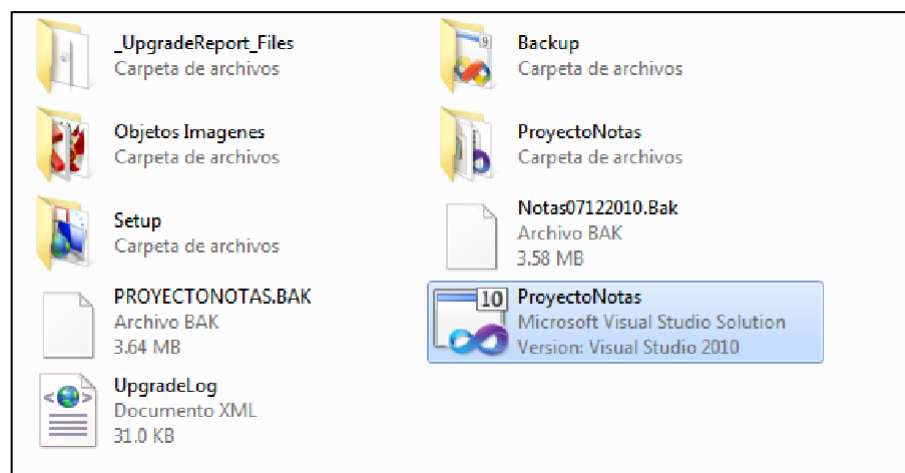 _UpgradeReport_Files
Carpeta de archivos
Backup
Carpeta de archivos
Objetos Imagenes
Carpeta de archivos
ProyectoNotas
Carpeta de archivos
Setup
Carpeta de archivos
Notas07122010.Bak
Archivo BAK
3.58 MB
PROYECTONOTAS.BAK
Archivo BAK
3.64 MB
10
ProyectoNotas
Microsoft Visual Studio Solution
Version: Visual Studio 2010
UpgradeLog
Documento XML
31.0 KB